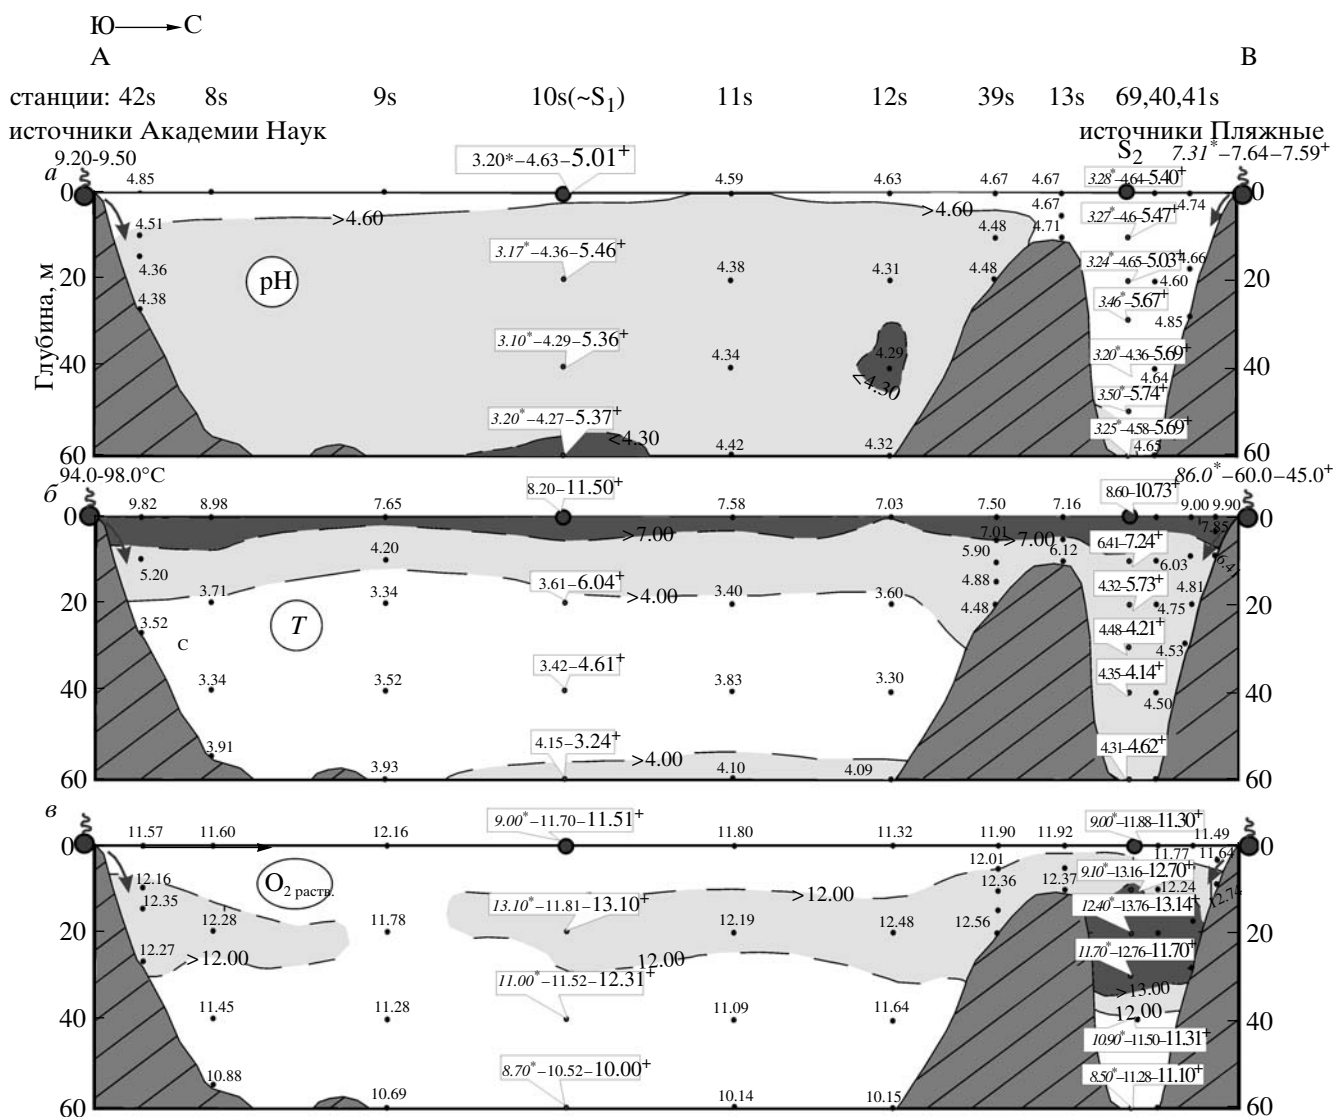 Ю С
А В
станции: 42s 8s 9s 10s(~S1) 11s 12s 39s 13s 69,40,41s
источники Академии Наук источники Пляжные
9.20-9.50 3.20*–4.63–5.01+ S2 7.31*–7.64–7.59+
а
4.85 4.59 4.63 4.67 4.67 3.28*–4.64–5.40+
0 0
4.74
4.51 >4.60 >4.60 4.48 4.67 4.71 3.27*–4.6–5.47+
4.36 pH 3.17*–4.36–5.46+ 4.38 4.31 4.48 3.24*–4.65–5.03+ 4.66
20 4.60 20
4.38 3.46*–5.67+
4.85
Глубина, м
3.10*–4.29–5.36+ 4.34 4.29 3.20*–4.36–5.69+
40 <4.30 4.64 40
3.50*–5.74+
3.20*–4.27–5.37+ <4.30 4.42 4.32 3.25*–4.58–5.69+
4.65
60 60
94.0-98.0°C 86.0*–60.0–45.0+
б
9.82 8.98 7.65 8.20–11.50+ 7.58 7.03 7.50 7.16 8.60–10.73+ 9.00 9.90
0 0
>7.00 7.01 >7.00 7.85
5.20 4.20 5.90 6.12 6.41–7.24+ 6.03
3.71 3.34 3.61–6.04+ >4.00 3.40 3.60 4.88 4.32–5.73+ 4.81
20 T 4.48 4.75 20
3.52 4.48–4.21+
С 4.53
3.34 3.52 3.42–4.61+ 3.83 3.30 4.35–4.14+
40 4.50 40
3.91 3.93 4.15–3.24+ >4.00 4.10 4.09 4.31–4.62+
60 60
в
11.57 11.60 12.16 9.00*–11.70–11.51+ 11.80 11.32 11.90 11.92 9.00*–11.88–11.30+ 11.49
0 0
O2 раств. 12.01 11.77 11.64
12.16 >12.00 12.36 12.37 9.10*–13.16–12.70+ 12.24
12.35 12.74
12.28 11.78 13.10*–11.81–13.10+ 12.19 12.48 12.56 12.40*–13.76–13.14+
20 20
12.27 >12.00 12.00 11.70*–12.76–11.70+
11.00*–11.52–12.31+ >13.00
11.45 11.28 11.09 11.64 12.00
40 40
10.90*–11.50–11.31+
10.88 10.69 8.70*–10.52–10.00+ 10.14 10.15 8.50*–11.28–11.10+
60 60